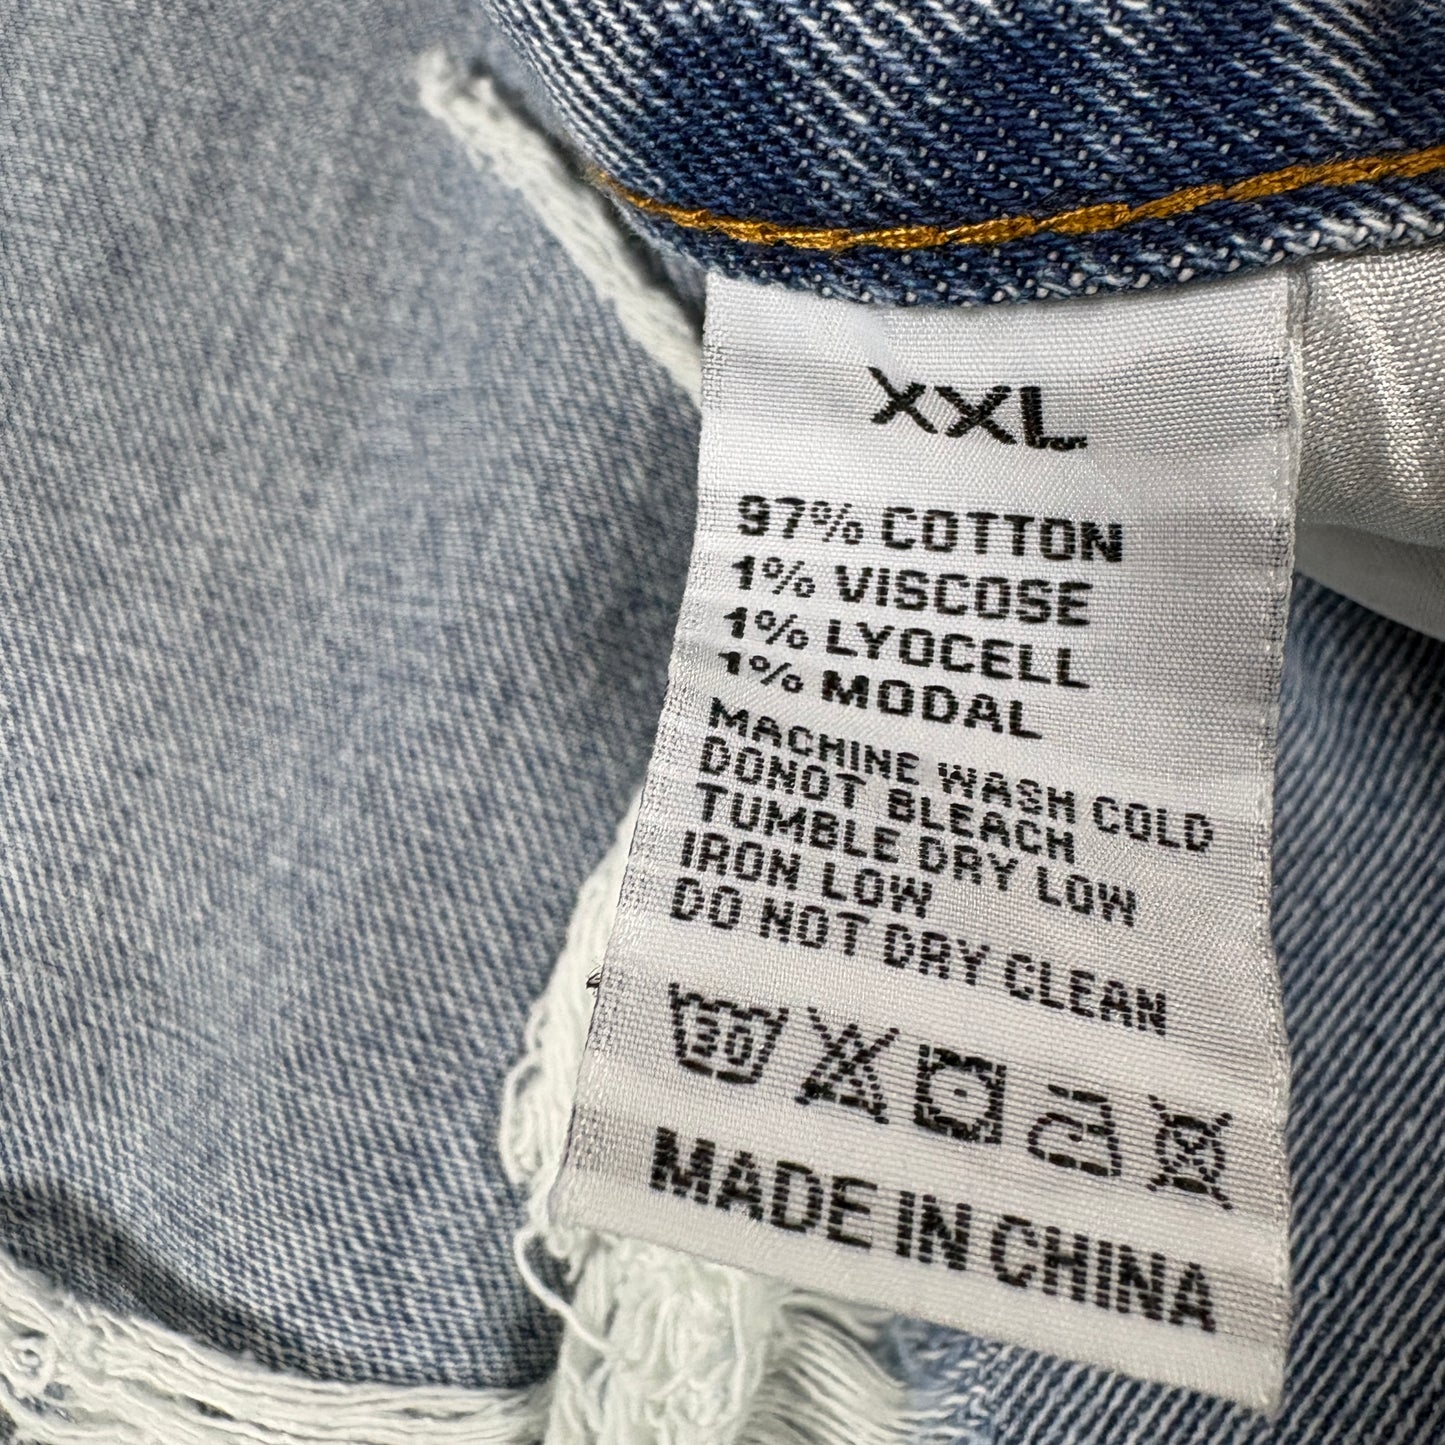 XXL
97% COTTON
1% VISCOSE
1% LYOCELL
1% MODAL
MACHINE WASH COLD
DONOT BLEACH
TUMBLE DRY LOW
IRON LOW
DO NOT DRY CLEAN
30
MADE IN CHINA